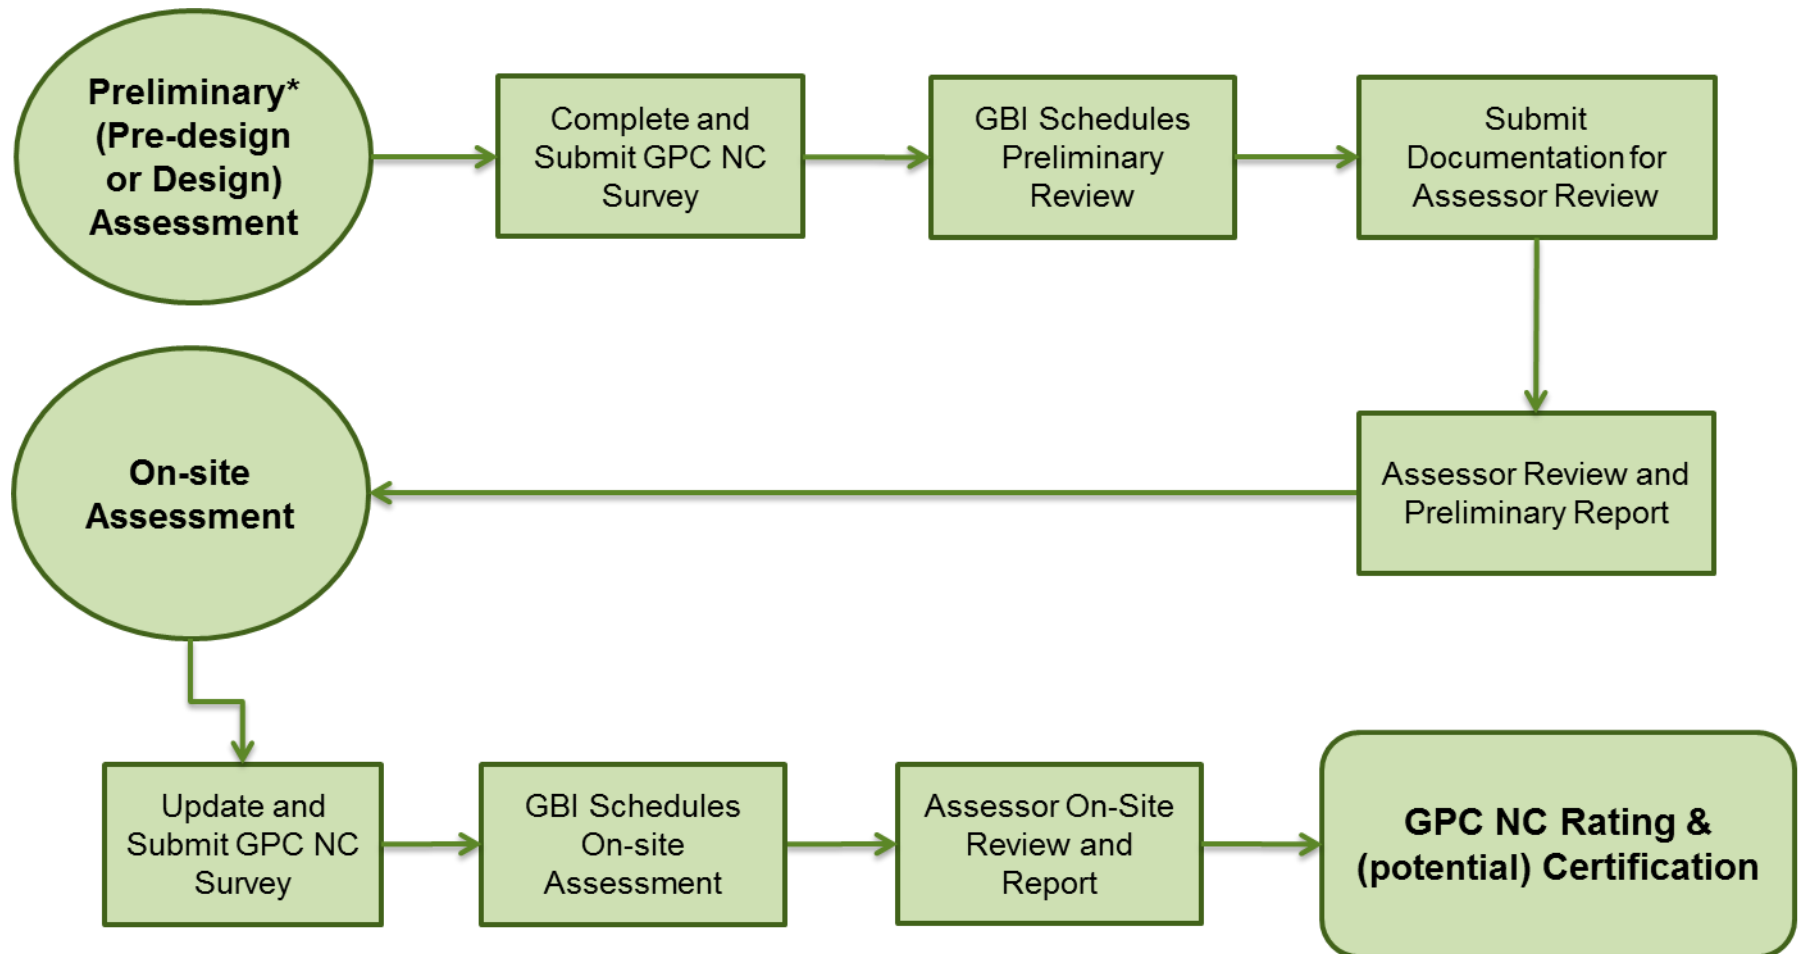 Preliminary*
(Pre-design
or Design)
Assessment
Complete and
Submit GPC NC
Survey
GBI Schedules
Preliminary
Review
Submit
Documentation for
Assessor Review
Assessor Review and
Preliminary Report
On-site
Assessment
Update and
Submit GPC NC
Survey
GBI Schedules
On-site
Assessment
Assessor On-Site
Review and
Report
GPC NC Rating &
(potential) Certification